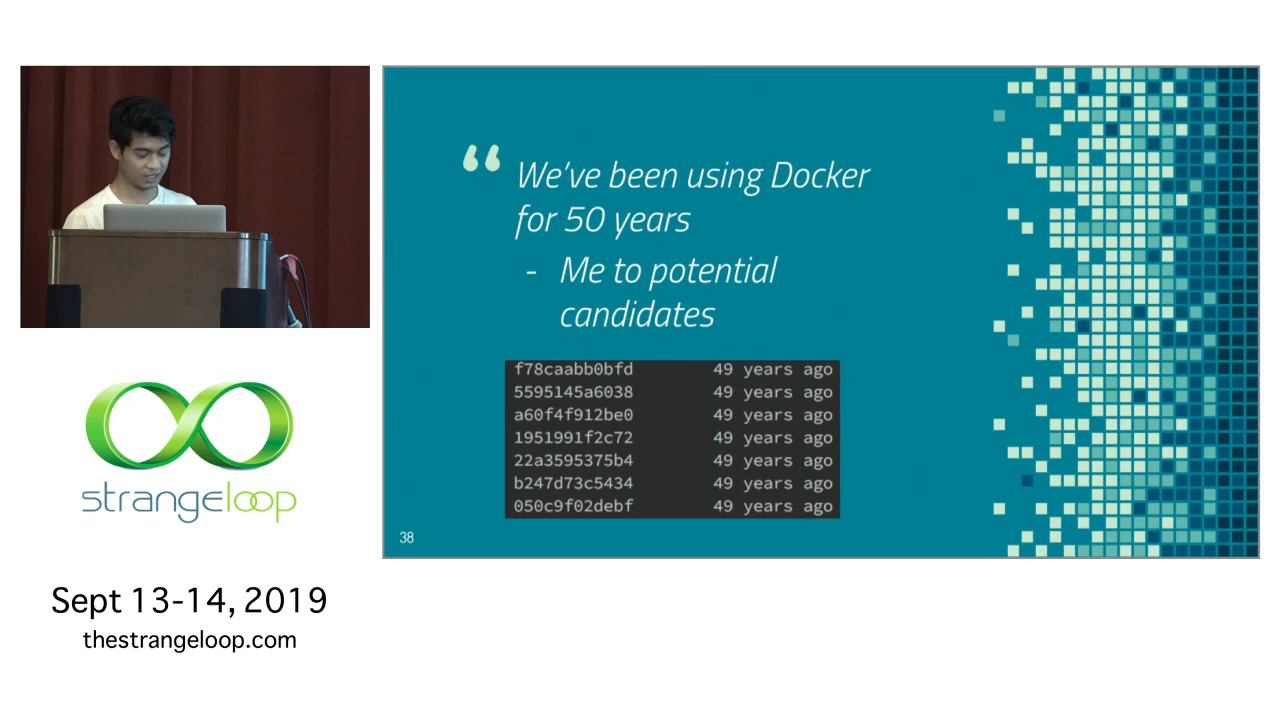 “ We've been using Docker
for 50 years
- Me to potential
candidates
f78caabb0bfd 49 years ago
5595145a6038 49 years ago
a60f4f912be0 49 years ago
1951991f2c72 49 years ago
22a3595375b4 49 years ago
b247d73c5434 49 years ago
050c9f02debf 49 years ago
38
strangeloop
Sept 13-14, 2019
thestrangeloop.com